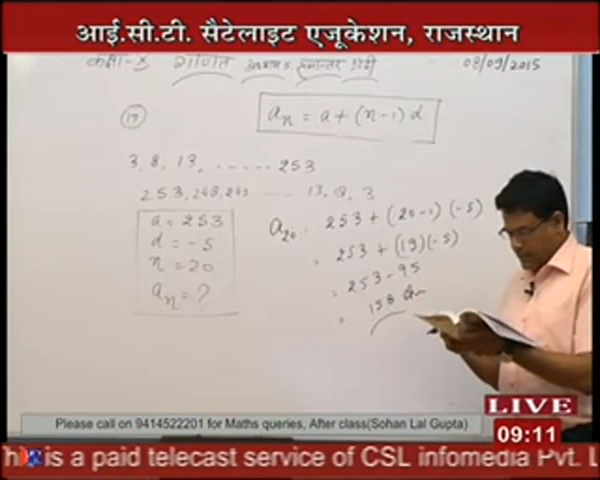 आई.सी.टी. सैटेलाइट एजूकेशन, राजस्थान
कक्षा-X गणित समान्तर श्रेढी 08/09/2015
17 aₙ = a + (n-1) d
3, 8, 13, ...... 253
253, 248, 243 ...... 13, 8, 3
a = 253
d = -5
n = 20
aₙ = ?
a₂₀ = 253 + (20-1) (-5)
= 253 + (19) (-5)
= 253 - 95
= 158
LIVE
Please call on 9414522201 for Maths queries, After class(Sohan Lal Gupta)
09:11
is a paid telecast service of CSL infomedia Pvt. L